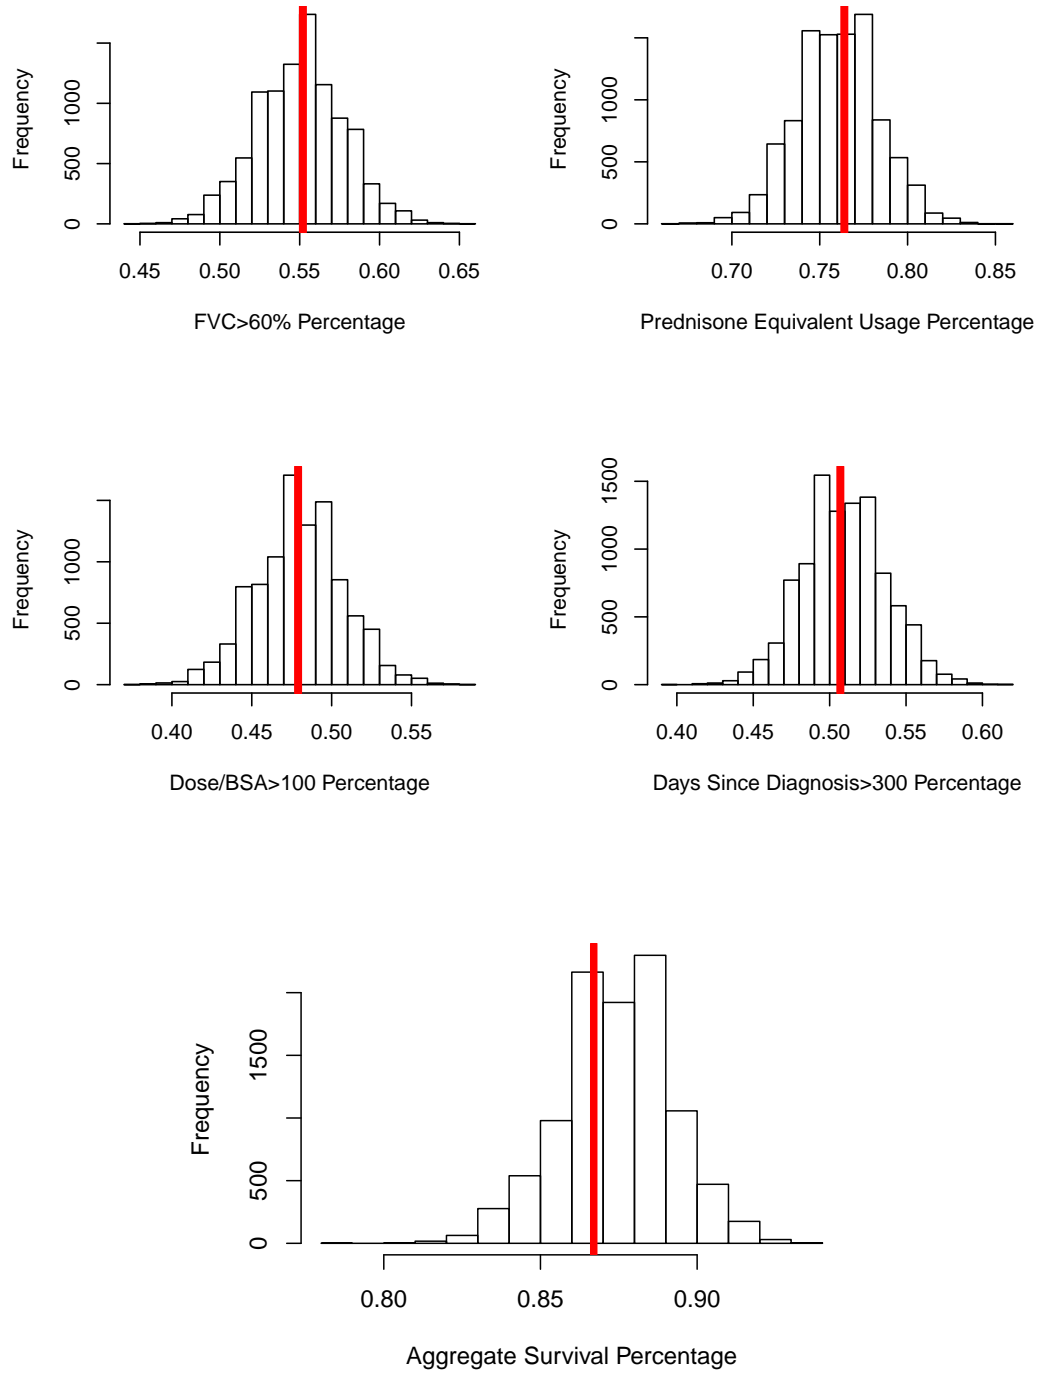 Frequency
0 500 1000
0.45 0.50 0.55 0.60 0.65
FVC>60% Percentage
Frequency
0 500 1000
0.70 0.75 0.80 0.85
Prednisone Equivalent Usage Percentage
Frequency
0 500 1000
0.40 0.45 0.50 0.55
Dose/BSA>100 Percentage
Frequency
0 500 1000 1500
0.40 0.45 0.50 0.55 0.60
Days Since Diagnosis>300 Percentage
Frequency
0 500 1500
0.80 0.85 0.90
Aggregate Survival Percentage